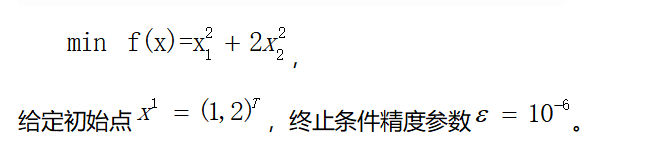 min f(x)=x₁² + 2x₂²,
给定初始点 x¹ = (1,2)ᵀ, 终止条件精度参数 ε = 10⁻⁶。